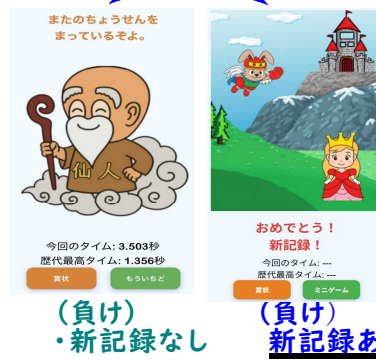 またのちょうせんを
まっているぞよ。
仙人
今回のタイム: 3.503秒
歴代最高タイム: 1.356秒
賞状
もういちど
(負け)
・新記録なし
おめでとう!
新記録!
今回のタイム: ---
歴代最高タイム: ---
賞状
ミニゲーム
(負け)
新記録あ